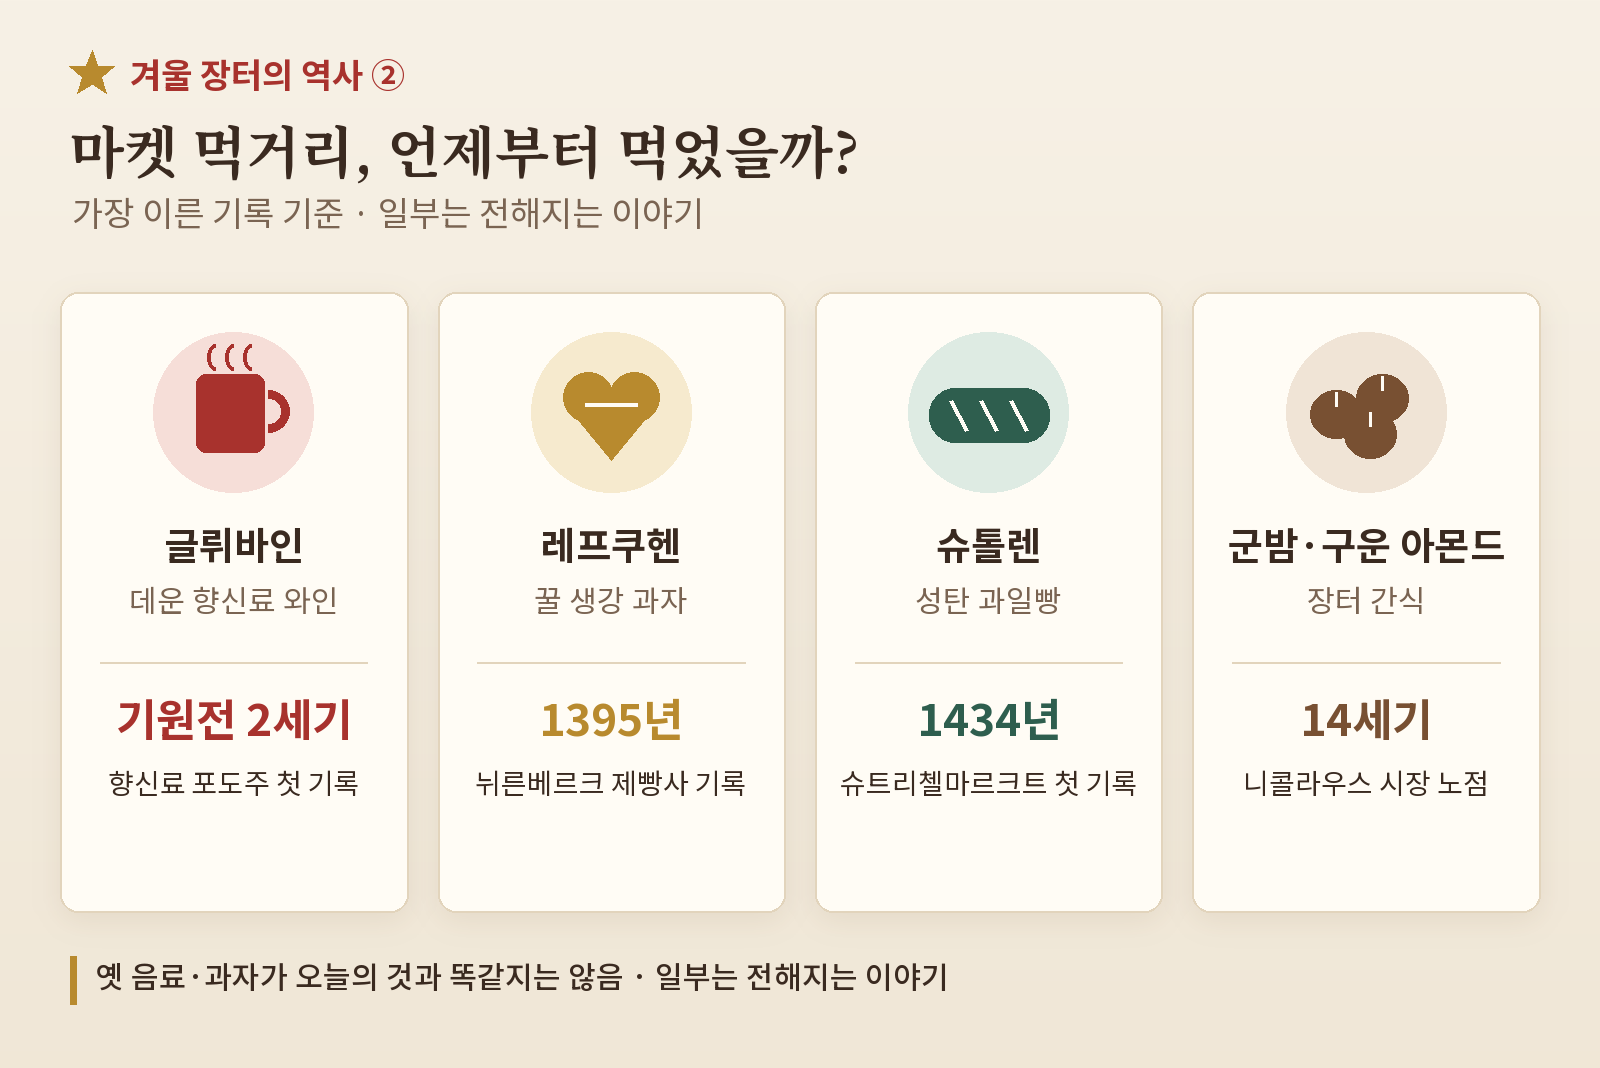 겨울 장터의 역사 ②
마켓 먹거리, 언제부터 먹었을까?
가장 이른 기록 기준 · 일부는 전해지는 이야기
글뤼바인
데운 향신료 와인
기원전 2세기
향신료 포도주 첫 기록
레프쿠헨
꿀 생강 과자
1395년
뉘른베르크 제빵사 기록
슈톨렌
성탄 과일빵
1434년
슈트리첼마르크트 첫 기록
군밤·구운 아몬드
장터 간식
14세기
니콜라우스 시장 노점
옛 음료·과자가 오늘의 것과 똑같지는 않음 · 일부는 전해지는 이야기